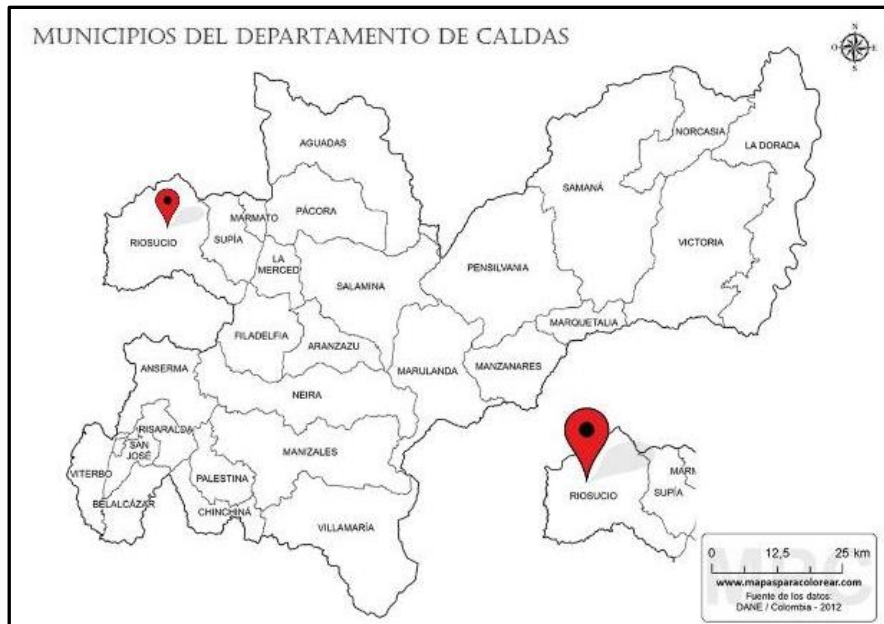 MUNICIPIOS DEL DEPARTAMENTO DE CALDAS
N
O
E
S
AGUADAS
NORCASIA
LA DORADA
SAMANÁ
PÁCORA
MARMATO
RIOSUCIO
SUPÍA
VICTORIA
LA
MERCED
PENSILVANIA
SALAMINA
MARQUETALIA
FILADELFIA
ARANZAZU
MANZANARES
ANSERMA
MARULANDA
NEIRA
RISARALDA
SAN
JOSÉ
MANIZALES
VITERBO
PALESTINA
BELALCÁZAR
CHINCHINÁ
VILLAMARÍA
MARM
RIOSUCIO
SUPÍA
0 12,5 25 km
MPC
www.mapasparacolorear.com
Fuente de los datos:
DANE / Colombia - 2012